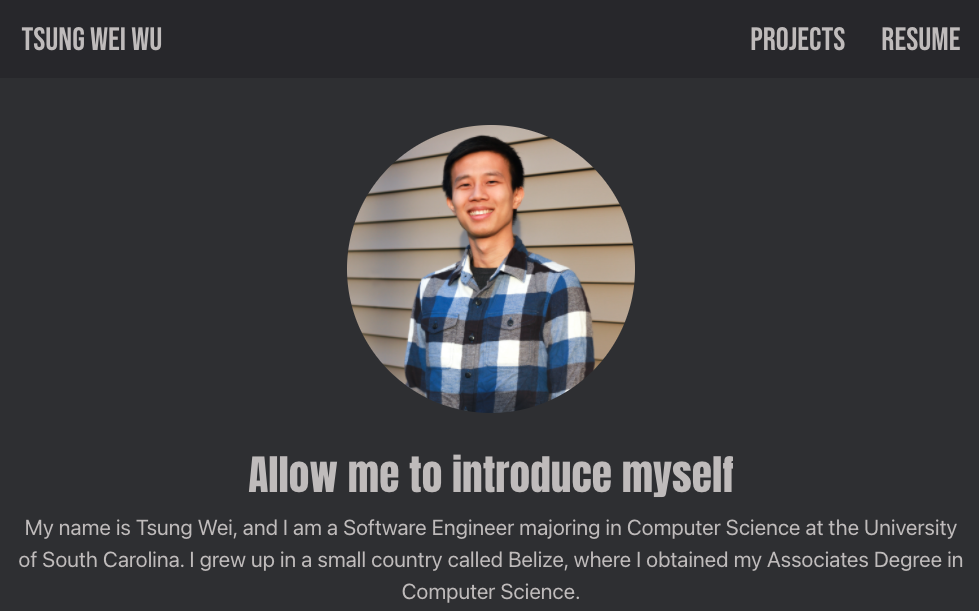 TSUNG WEI WU
PROJECTS
RESUME
Allow me to introduce myself
My name is Tsung Wei, and I am a Software Engineer majoring in Computer Science at the University
of South Carolina. I grew up in a small country called Belize, where I obtained my Associates Degree in
Computer Science.